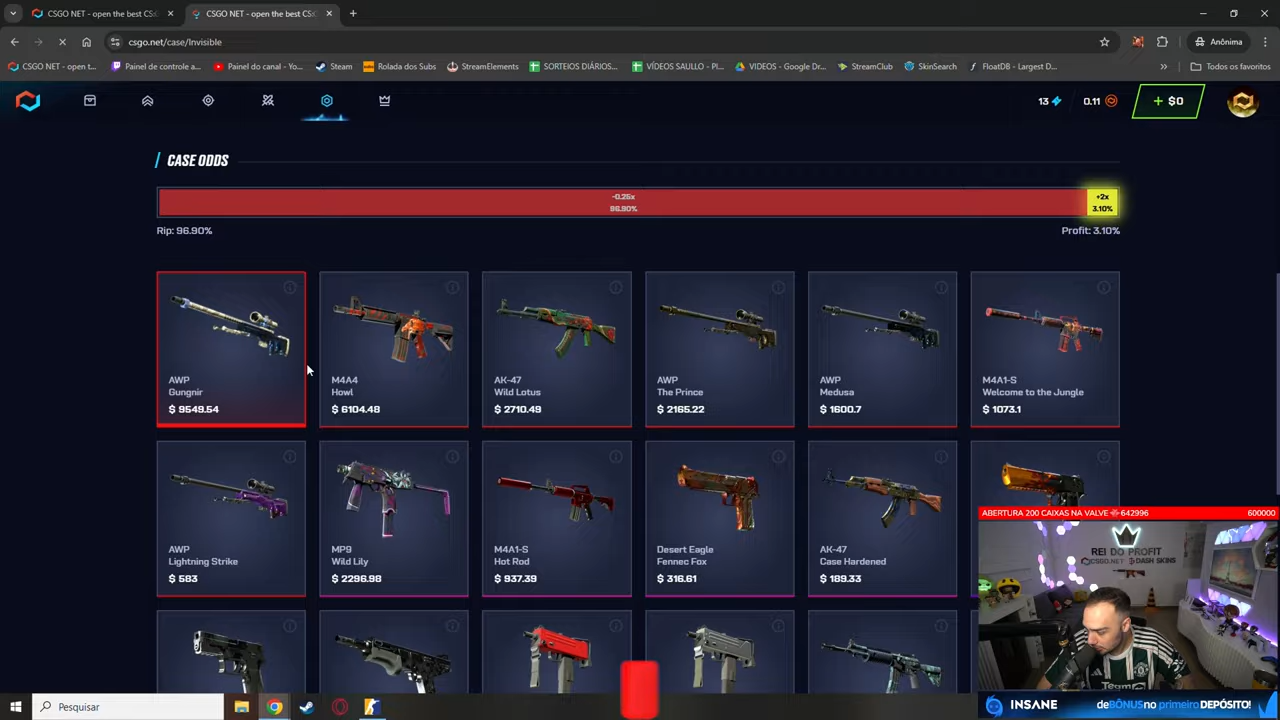 CSGO NET - open the best CS:
CSGO NET - open the best CS:
csgo.net/case/Invisible
Anônima
CSGO NET - open t...
Painel de controle a...
Painel do canal - Yo...
Steam
Rolada dos Subs
StreamElements
SORTEIOS DIÁRIOS...
VÍDEOS SAULLO - Pl...
VIDEOS - Google Dr...
StreamClub
SkinSearch
FloatDB - Largest D...
Todos os favoritos
13
0.11
+ $0
CASE ODDS
-0.25x
96.90%
+2x
3.10%
Rip: 96.90%
Profit: 3.10%
AWP
Gungnir
$ 9549.54
M4A4
Howl
$ 6104.48
AK-47
Wild Lotus
$ 2710.49
AWP
The Prince
$ 2165.22
AWP
Medusa
$ 1600.7
M4A1-S
Welcome to the Jungle
$ 1073.1
AWP
Lightning Strike
$ 583
MP9
Wild Lily
$ 2296.98
M4A1-S
Hot Rod
$ 937.39
Desert Eagle
Fennec Fox
$ 316.61
AK-47
Case Hardened
$ 189.33
ABERTURA 200 CAIXAS NA VALVE
642996
600000
REI DO PROFIT
CSGO.NET
DASH SKINS
TeamV
INSANE
de BÔNUS no primeiro DEPÓSITO!
Pesquisar